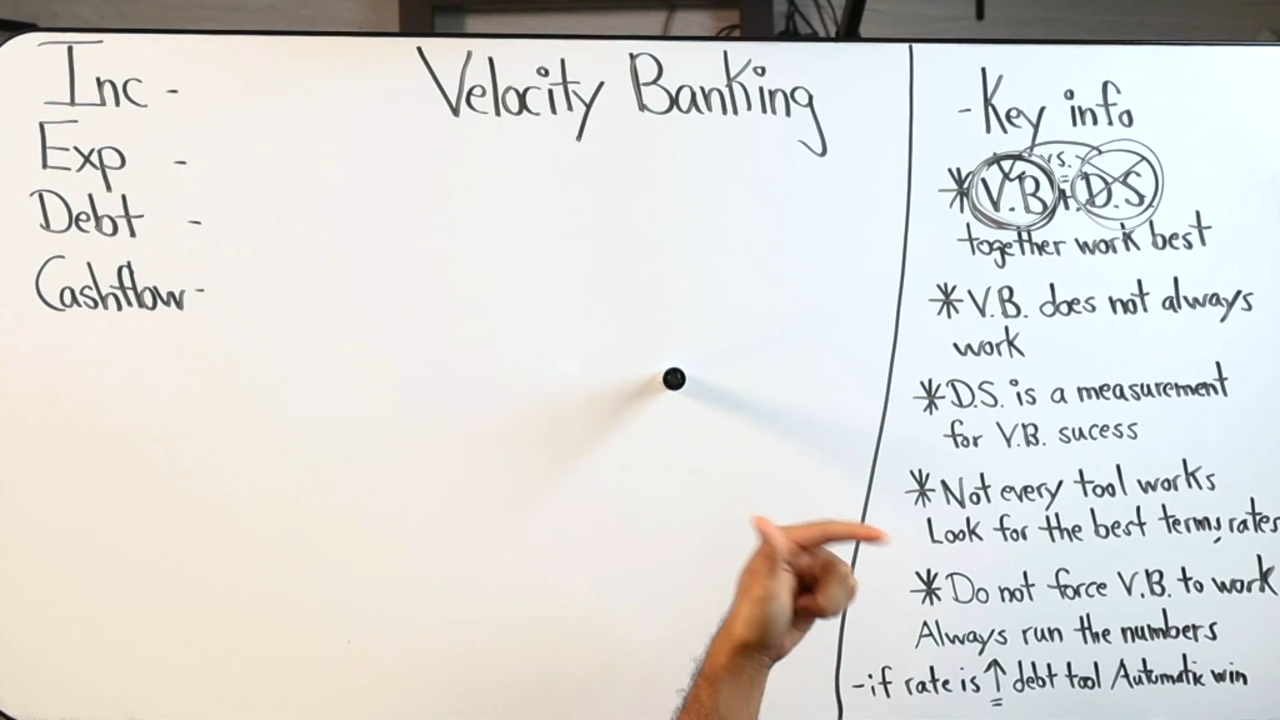 Velocity Banking
Inc -
Exp -
Debt -
Cashflow -
- Key info
vs.
* V.B + D.S
together work best
* V.B. does not always
work
* D.S. is a measurement
for V.B. sucess
* Not every tool works
Look for the best terms, rates
* Do not force V.B. to work
Always run the numbers
- if rate is ↑ debt tool Automatic win